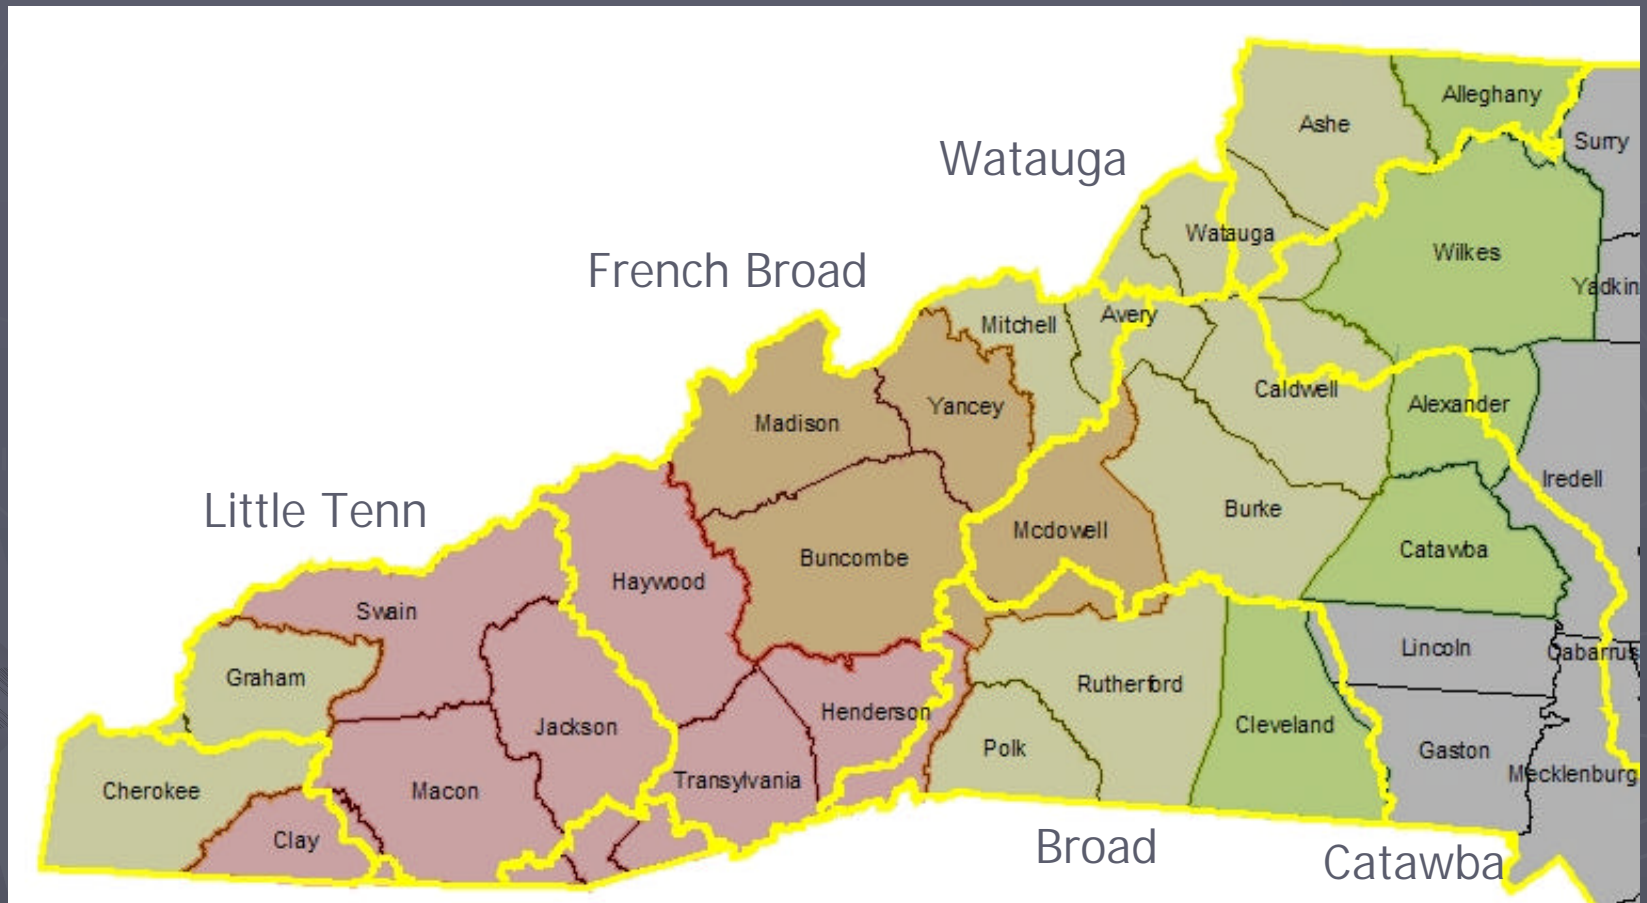 Alleghany
Ashe
Surry
Watauga
Watauga
Wilkes
French Broad
Yadkin
Mitchell
Avery
Caldwell
Yancey
Alexander
Madison
Iredell
Little Tenn
Burke
Mcdowell
Catawba
Buncombe
Haywood
Swain
Lincoln
Cabarrus
Graham
Rutherford
Henderson
Jackson
Cleveland
Polk
Gaston
Transylvania
Mecklenburg
Cherokee
Macon
Clay
Broad
Catawba